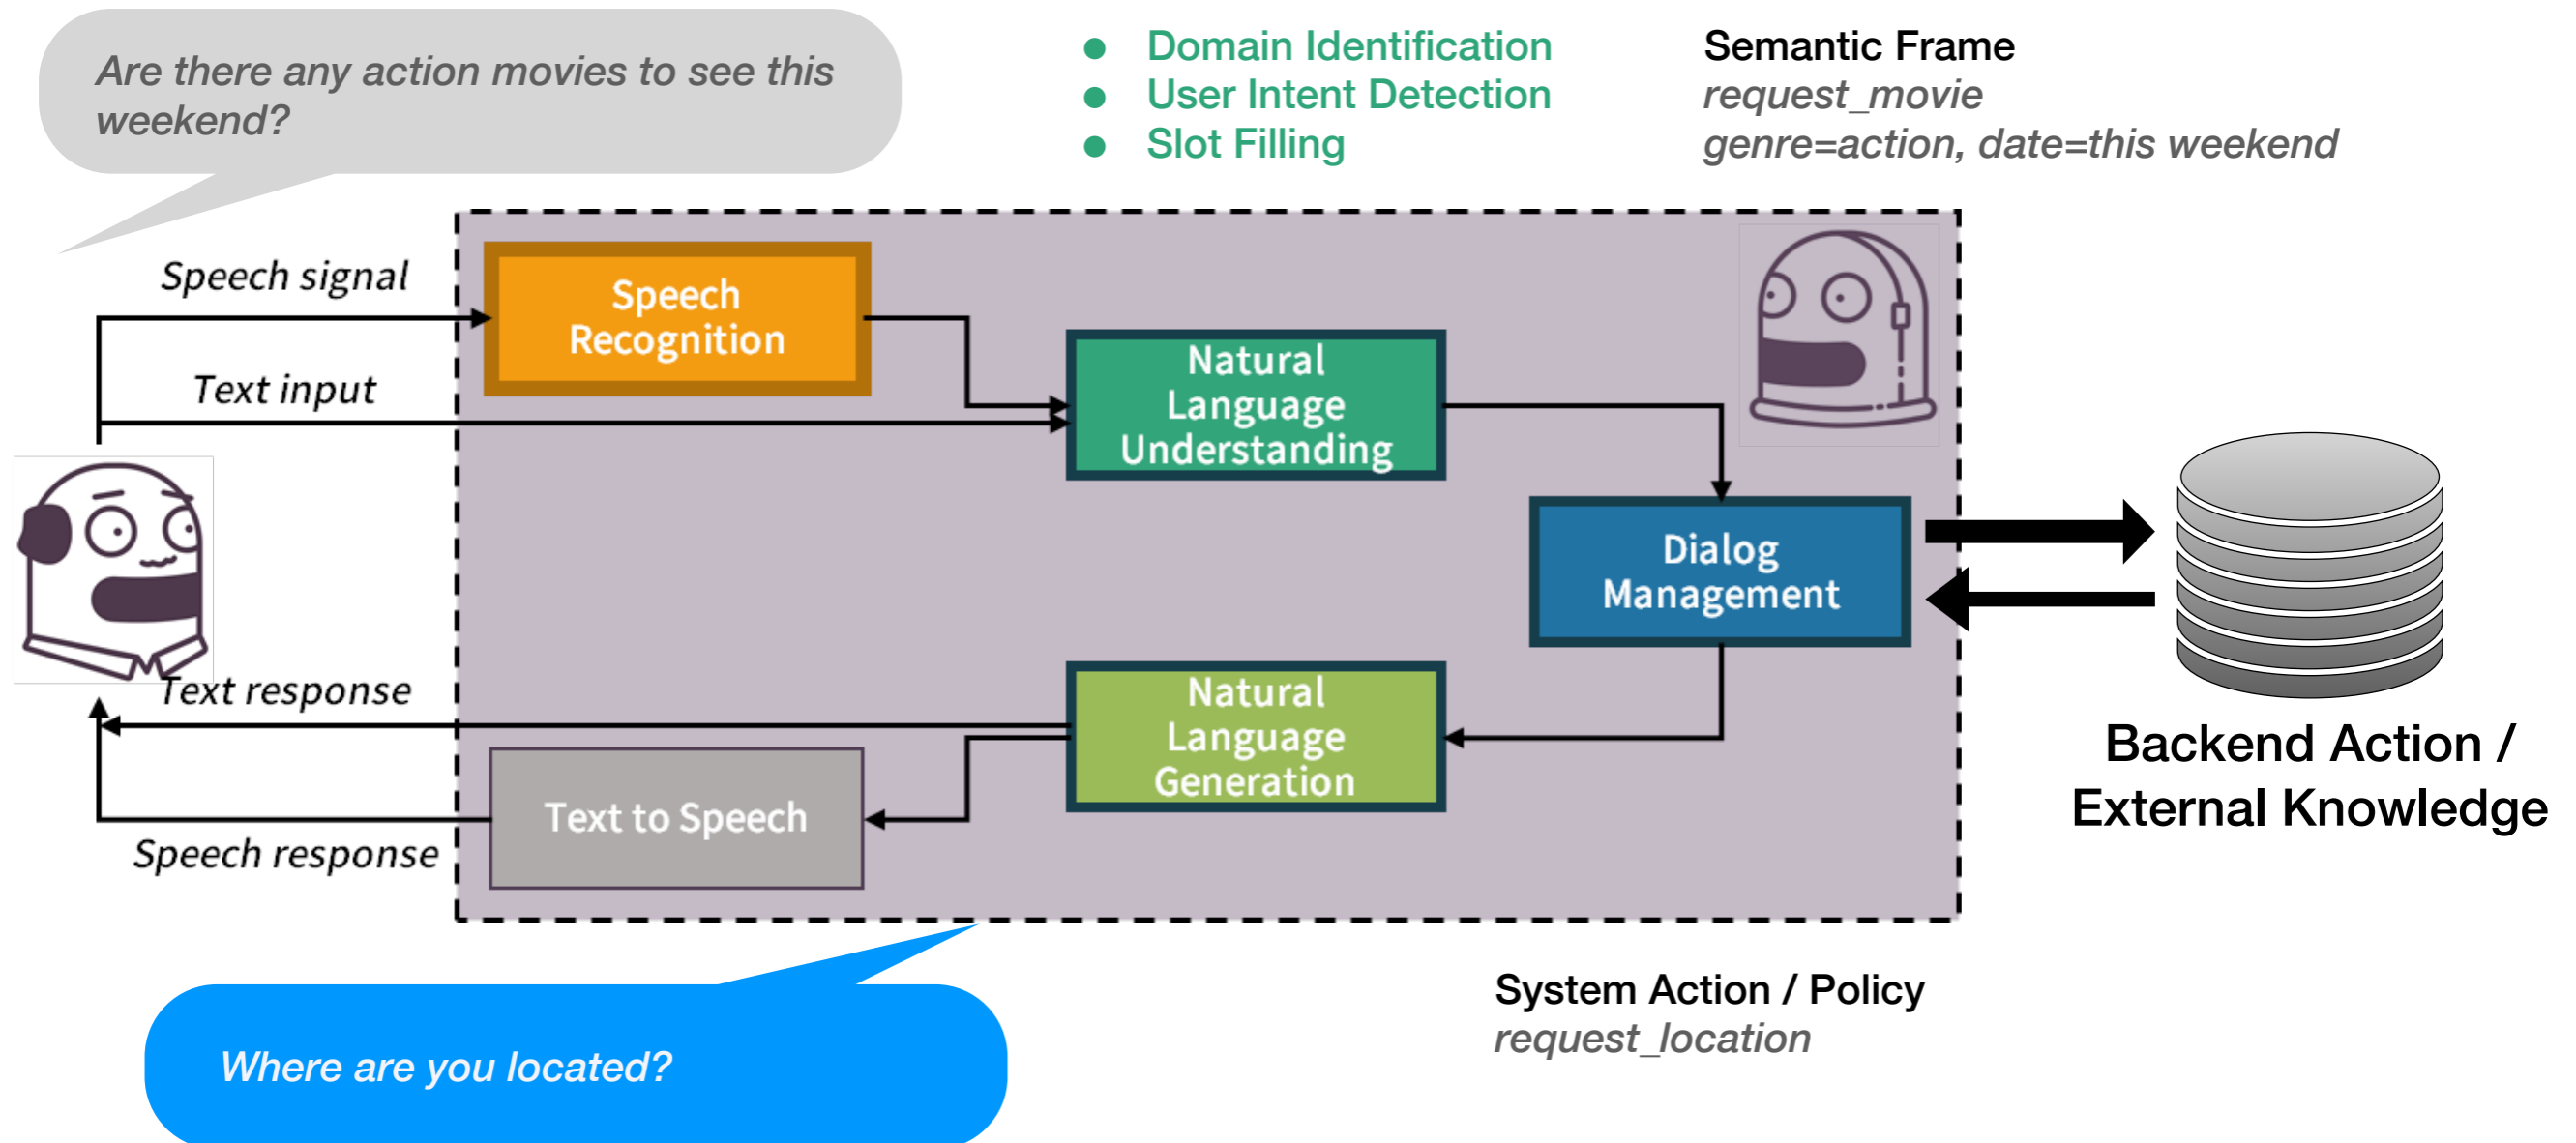 Are there any action movies to see this
weekend?
● Domain Identification
● User Intent Detection
● Slot Filling
Semantic Frame
request_movie
genre=action, date=this weekend
Speech signal
Text input
Speech
Recognition
Natural
Language
Understanding
Dialog
Management
Text response
Natural
Language
Generation
Text to Speech
Speech response
Backend Action /
External Knowledge
Where are you located?
System Action / Policy
request_location